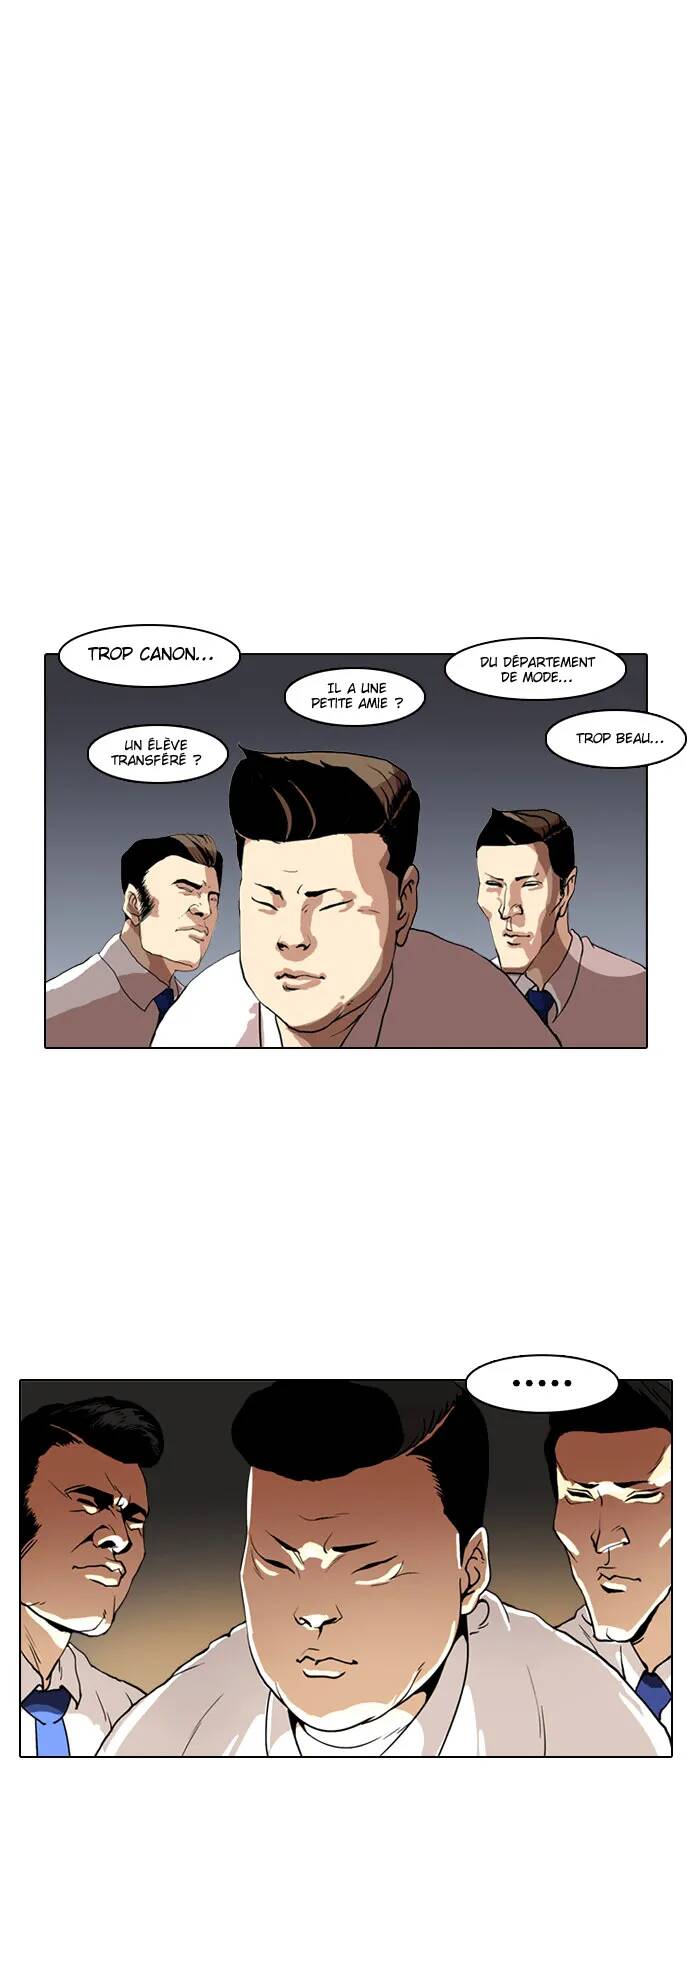 TROP CANON...
UN ÉLÈVE
TRANSFÉRÉ ?
IL A UNE
PETITE AMIE ?
DU DÉPARTEMENT
DE MODE...
TROP BEAU...
.....